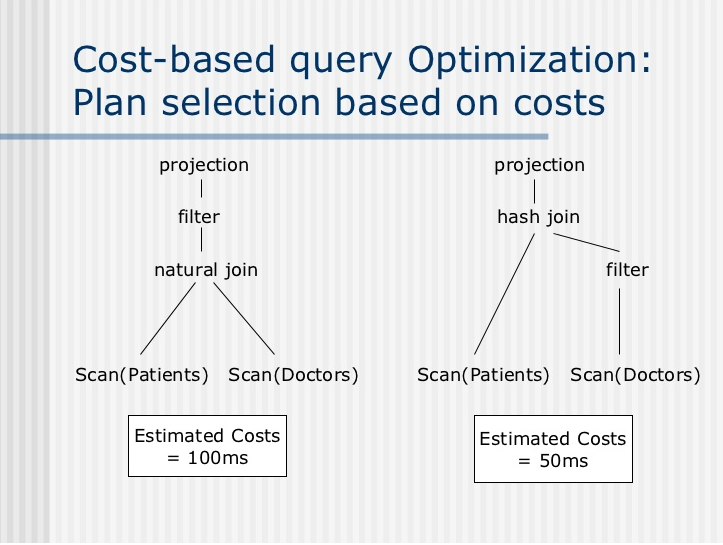 Cost-based query Optimization:
Plan selection based on costs
projection
filter
natural join
Scan(Patients) Scan(Doctors)
Estimated Costs
= 100ms
projection
hash join
filter
Scan(Patients) Scan(Doctors)
Estimated Costs
= 50ms